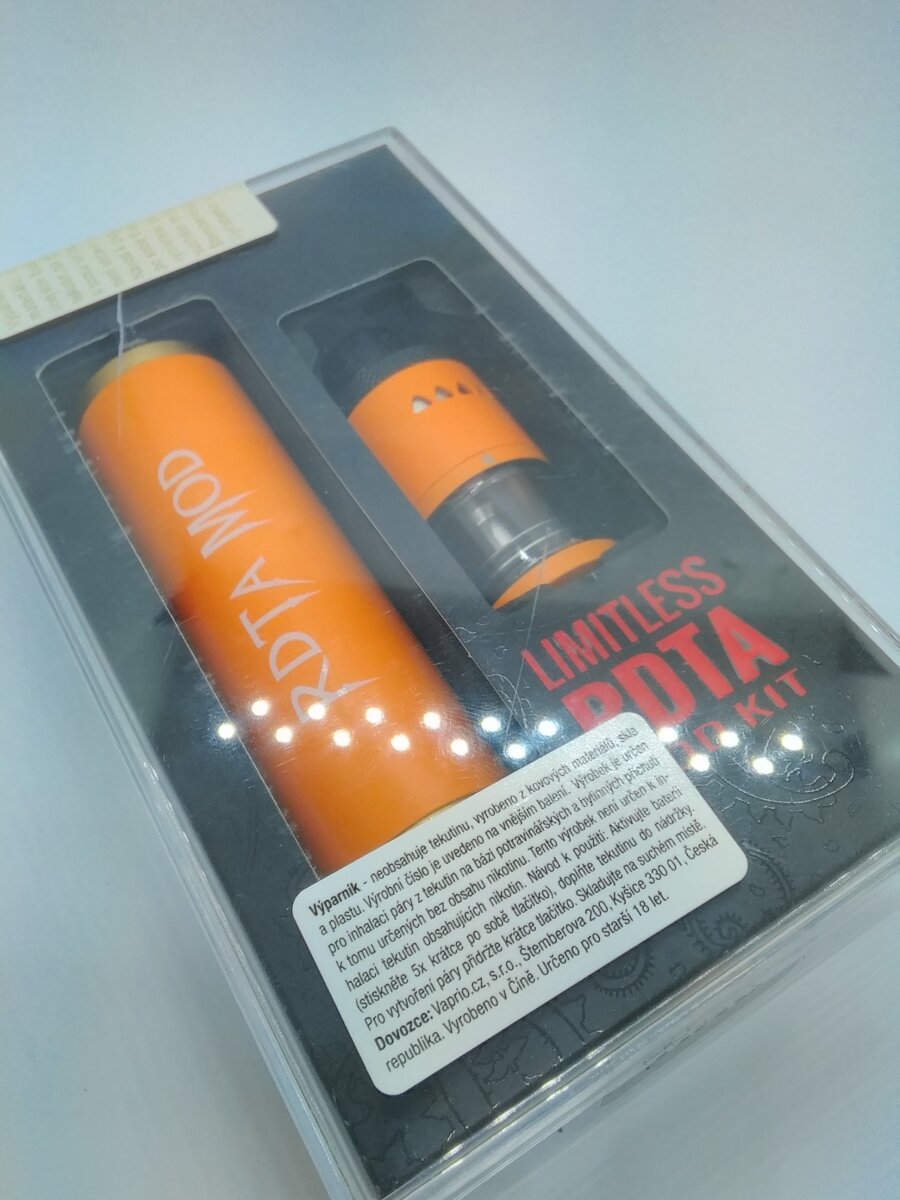 RDTA MOD
LIMITLESS
RDTA
KIT
Výparník - neobsahuje tekutinu, vyrobeno z kovových materiálů, skla
a plastu. Výrobní číslo je uvedeno na vnějším balení. Výrobek je určen
pro inhalaci páry z tekutin na bázi potravinářských a bylinných příchutí
k tomu určených bez obsahu nikotinu. Tento výrobek není určen k in-
halaci tekutin obsahujících nikotin. Návod k použití: Aktivujte baterii
(stiskněte 5x krátce po sobě tlačítko), doplňte tekutinu do nádržky.
Pro vytvoření páry přidržte krátce tlačítko. Skladujte na suchém místě.
Dovozce: Vaprio.cz, s.r.o., Štemberova 200, Kyšice 330 01, Česká
republika. Vyrobeno v Číně. Určeno pro starší 18 let.